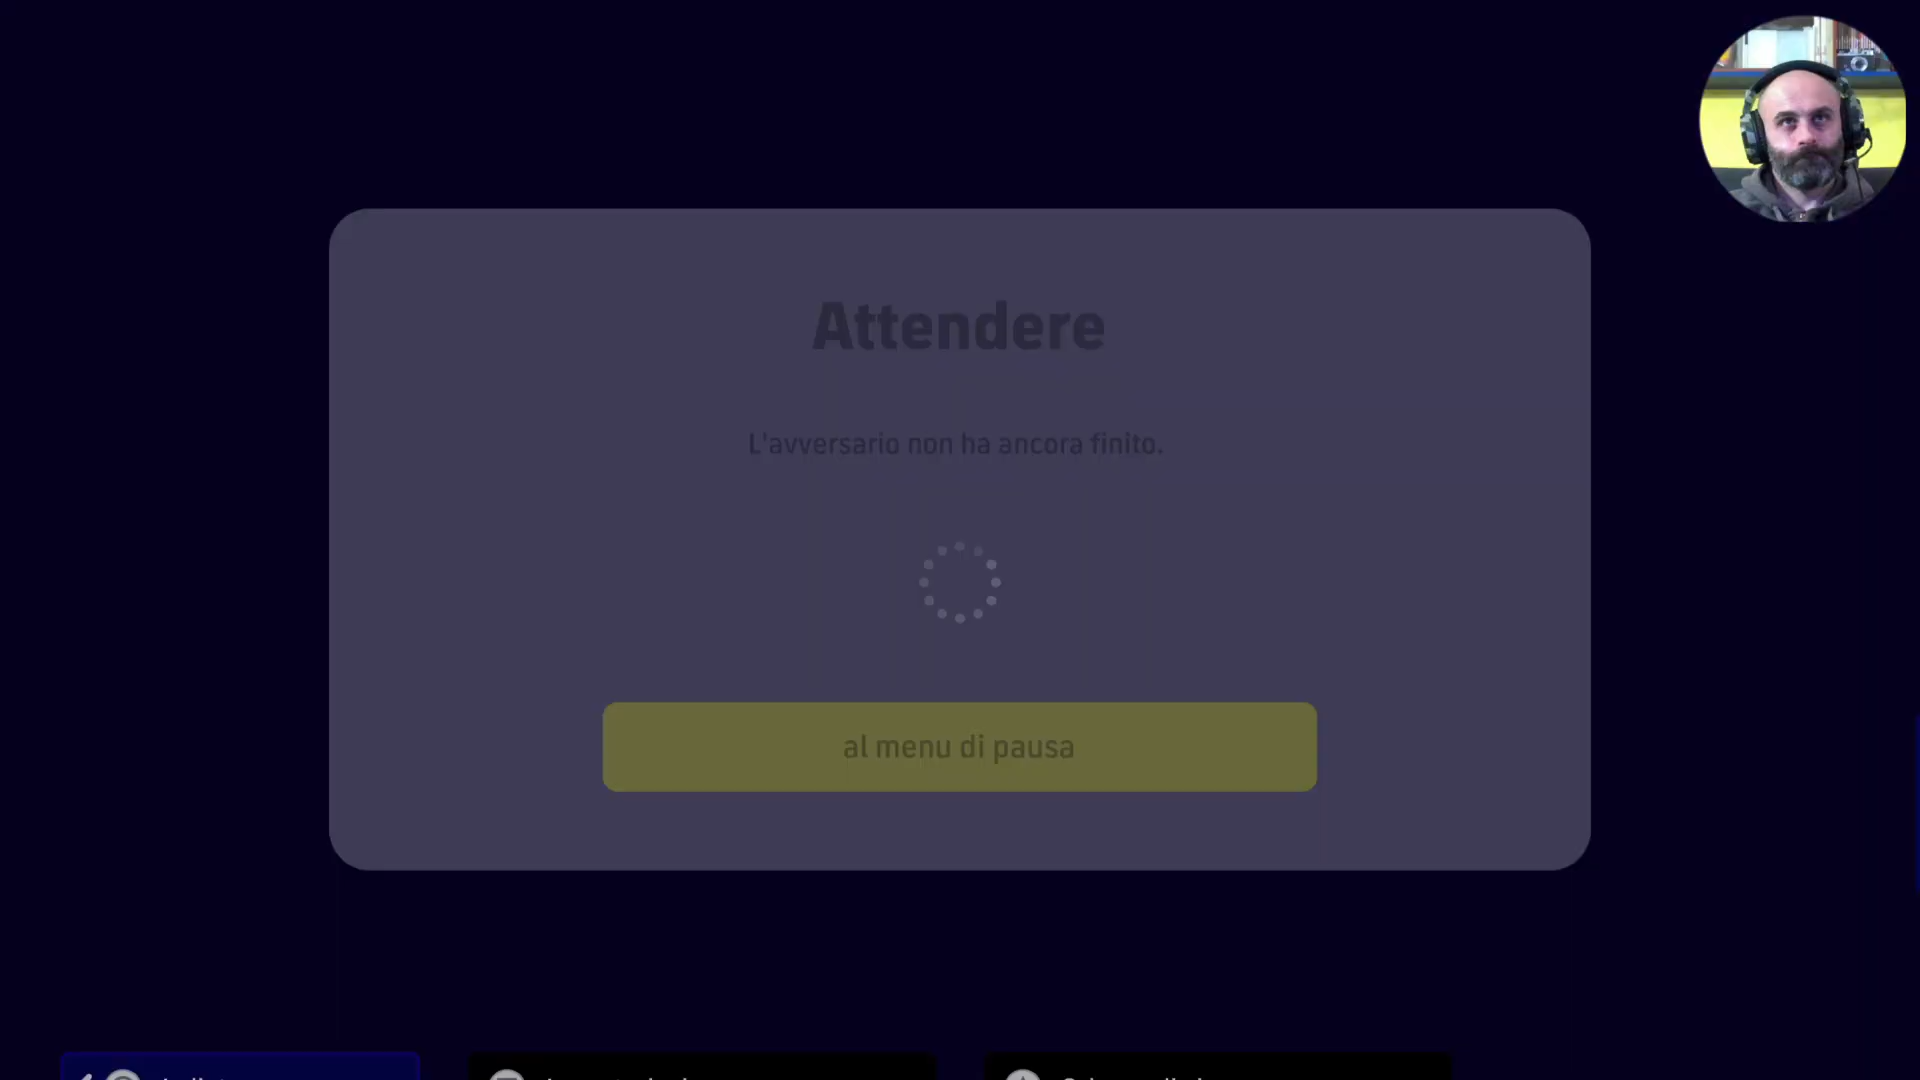 Attendere
L'avversario non ha ancora finito.
al menu di pausa